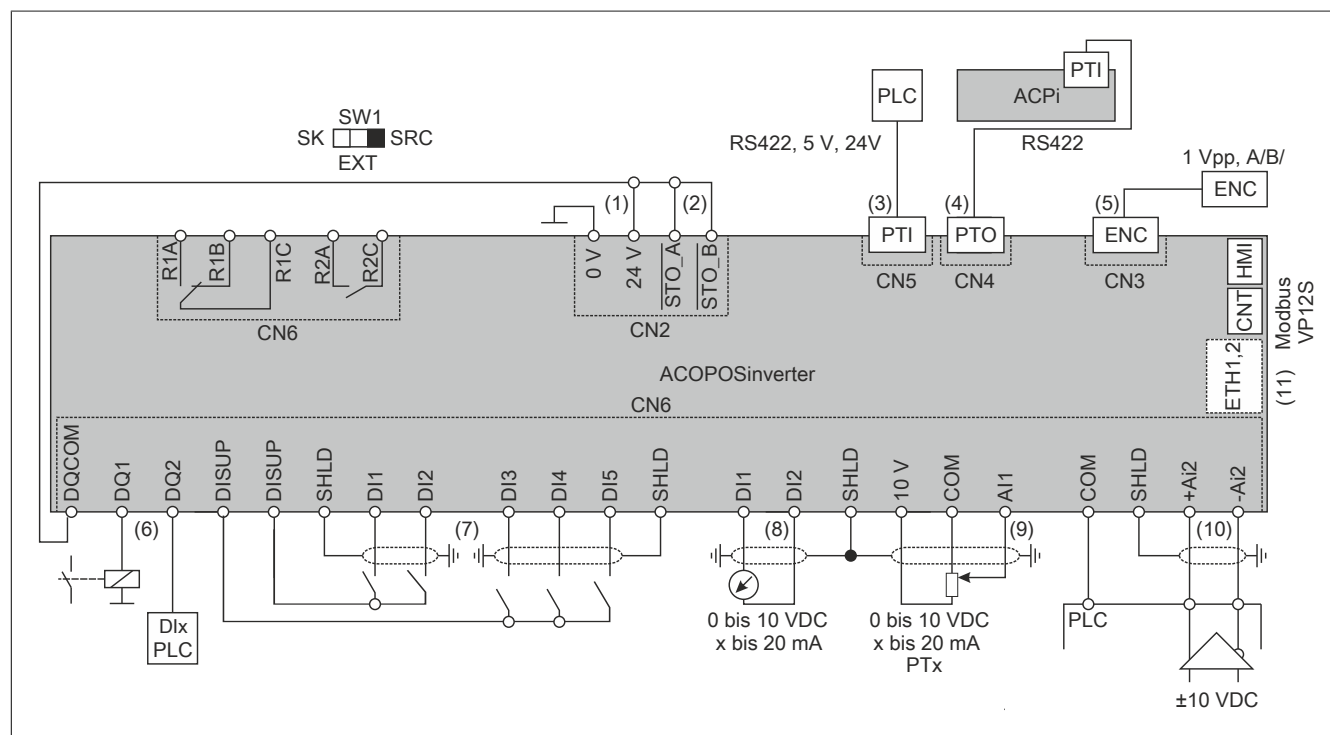 PTI
PLC
ACPi
SW1
SK
SRC
EXT
RS422, 5 V, 24V
RS422
1 Vpp, A/B/
ENC
(1)
(2)
(3)
(4)
(5)
PTI
PTO
ENC
R1A
R1B
R1C
R2A
R2C
0 V
24 V
STO_A
STO_B
CN5
CN4
CN3
HMI
CN6
CN2
CNT
Modbus
VP12S
ACOPOSinverter
ETH1,2
(11)
CN6
DQCOM
DQ1
DQ2
DISUP
DISUP
SHLD
DI1
DI2
DI3
DI4
DI5
SHLD
DI1
DI2
SHLD
10 V
COM
AI1
COM
SHLD
+Ai2
-Ai2
(6)
(7)
(8)
(9)
(10)
DIx
PLC
0 bis 10 VDC
x bis 20 mA
0 bis 10 VDC
x bis 20 mA
PTx
PLC
±10 VDC